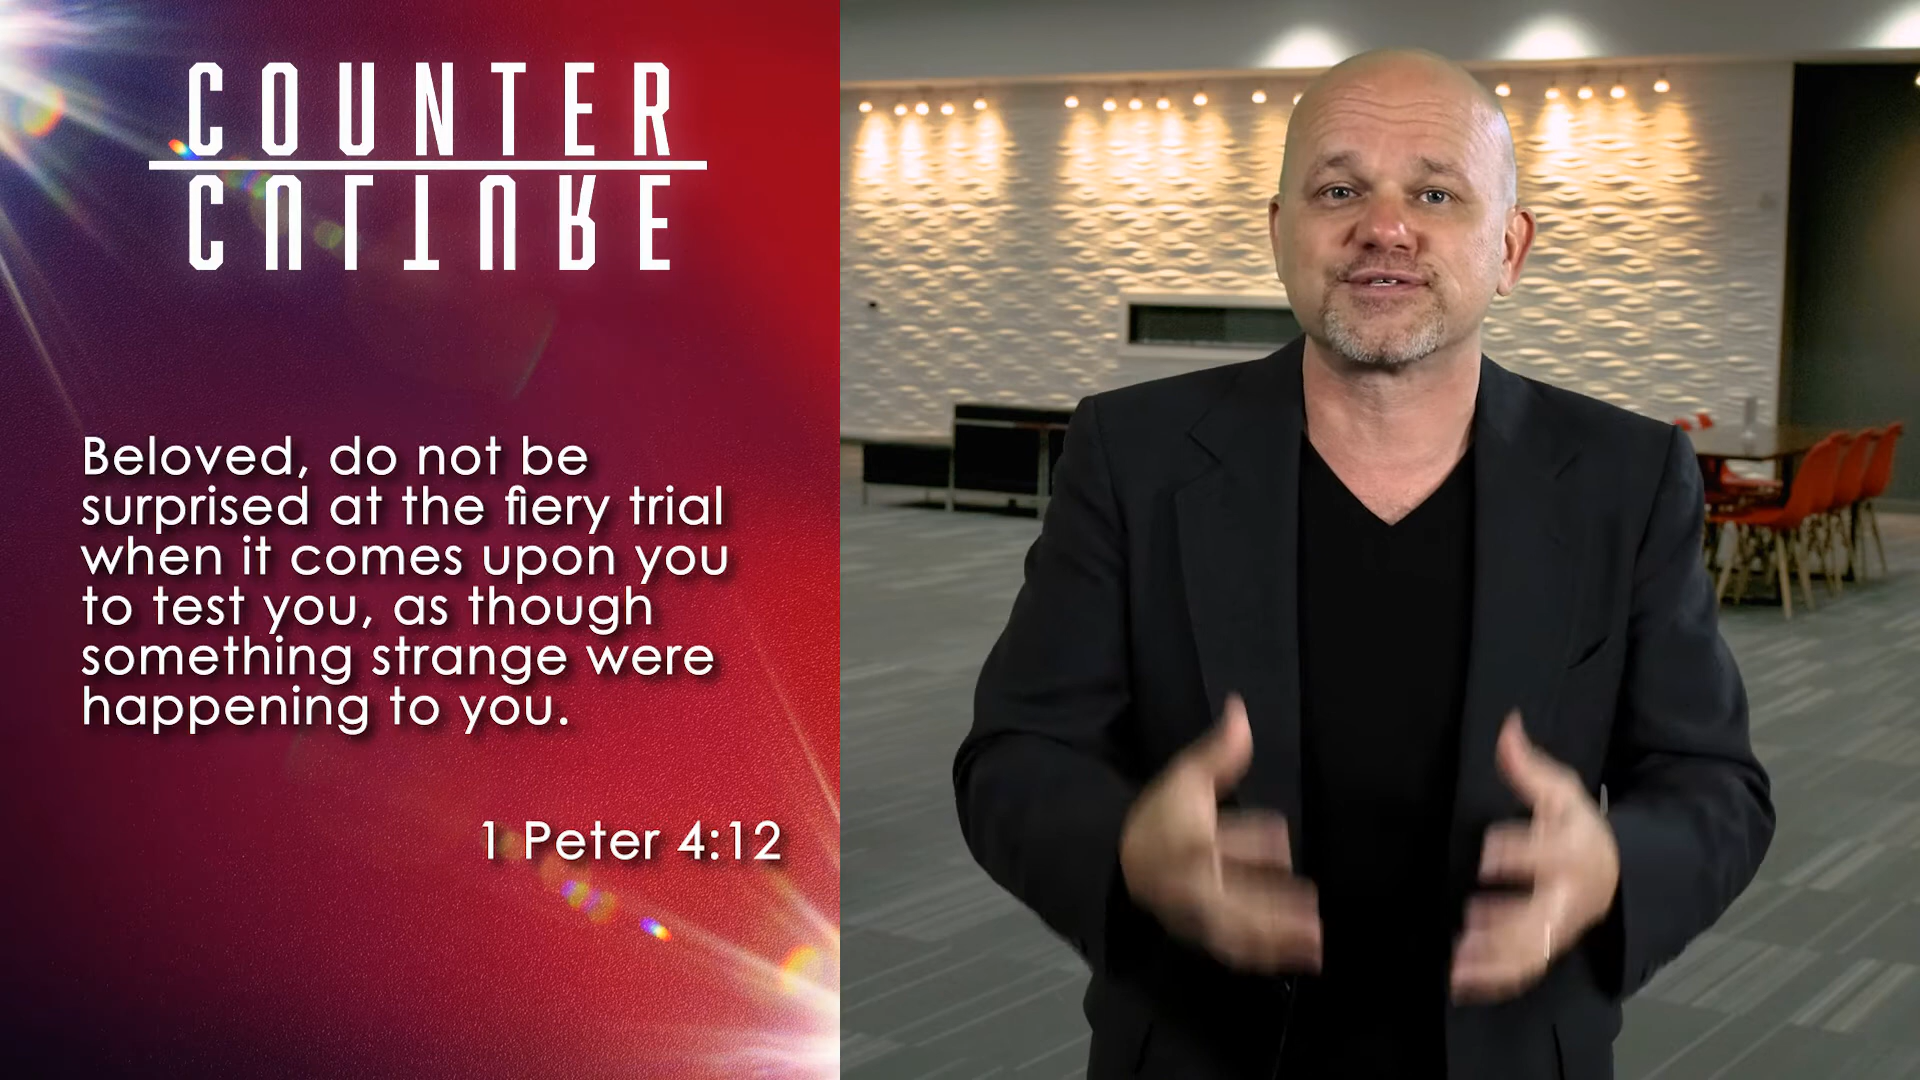 COUNTER
CULTURE
Beloved, do not be
surprised at the fiery trial
when it comes upon you
to test you, as though
something strange were
happening to you.
1 Peter 4:12